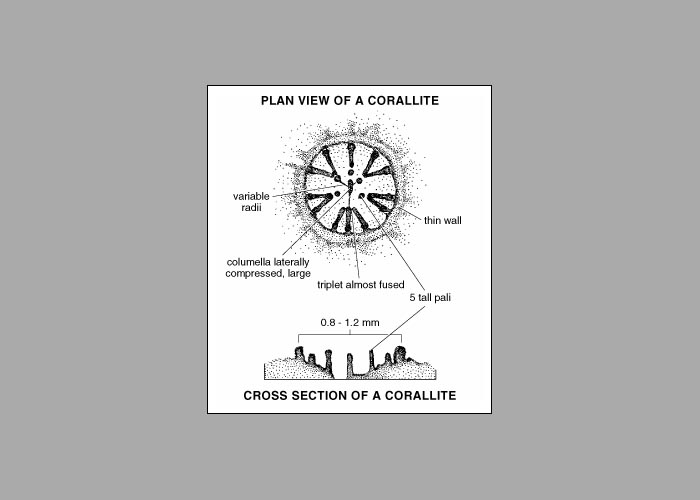 PLAN VIEW OF A CORALLITE
variable
radii
thin wall
columella laterally
compressed, large
triplet almost fused
5 tall pali
0.8 - 1.2 mm
CROSS SECTION OF A CORALLITE